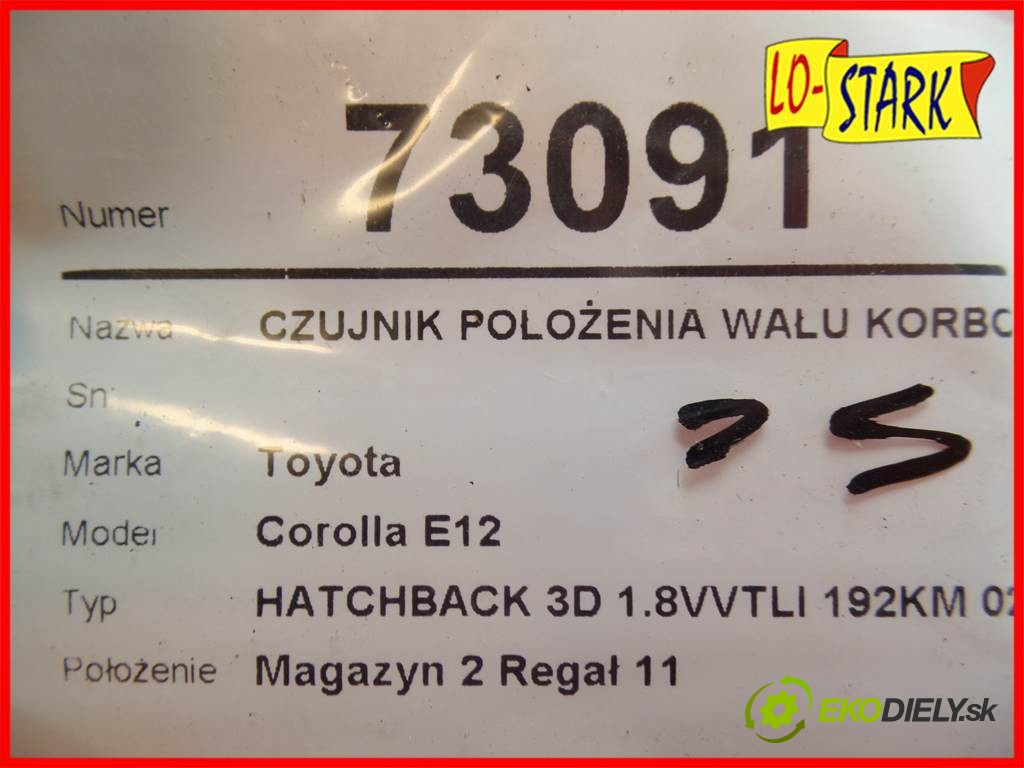 LO-STARK
Numer 73091
Nazwa CZUJNIK POŁOŻENIA WAŁU KORBO
Sn:
Marka Toyota
Model Corolla E12
Typ HATCHBACK 3D 1.8VVTLI 192KM 02
Położenie Magazyn 2 Regał 11
EKODIELY.sk